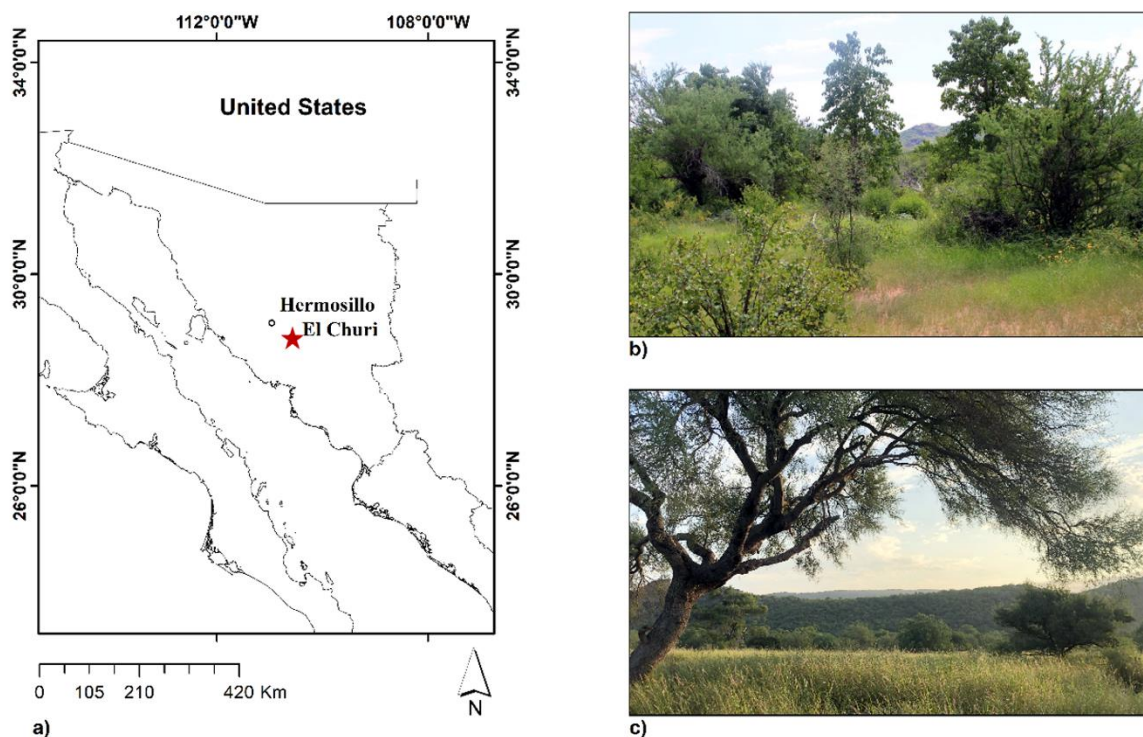 112°0'0"W
108°0'0"W
34°0'0"N
34°0'0"N
United States
30°0'0"N
30°0'0"N
Hermosillo
El Churi
26°0'0"N
26°0'0"N
0 105 210 420 Km
N
a)
b)
c)